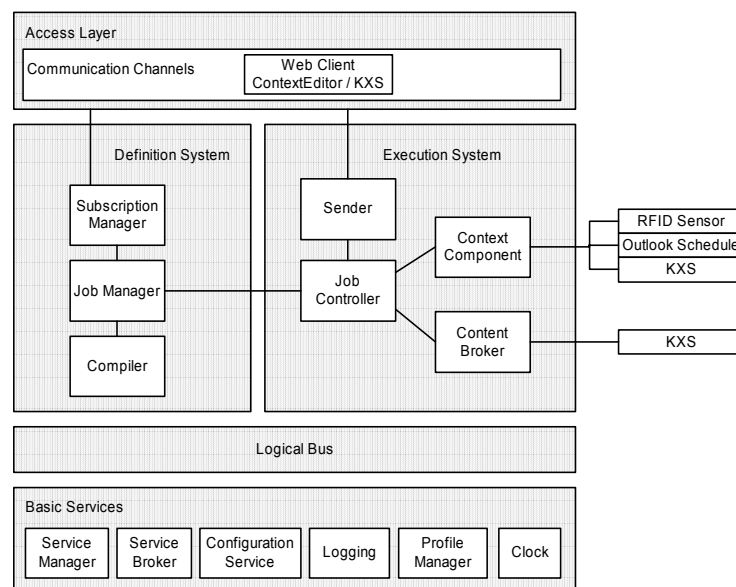 Access Layer
Communication Channels
Web Client
ContextEditor / KXS
Definition System
Execution System
Subscription
Manager
Sender
Context
Component
RFID Sensor
Outlook Schedule
KXS
Job Manager
Job
Controller
Compiler
Content
Broker
KXS
Logical Bus
Basic Services
Service
Manager
Service
Broker
Configuration
Service
Logging
Profile
Manager
Clock